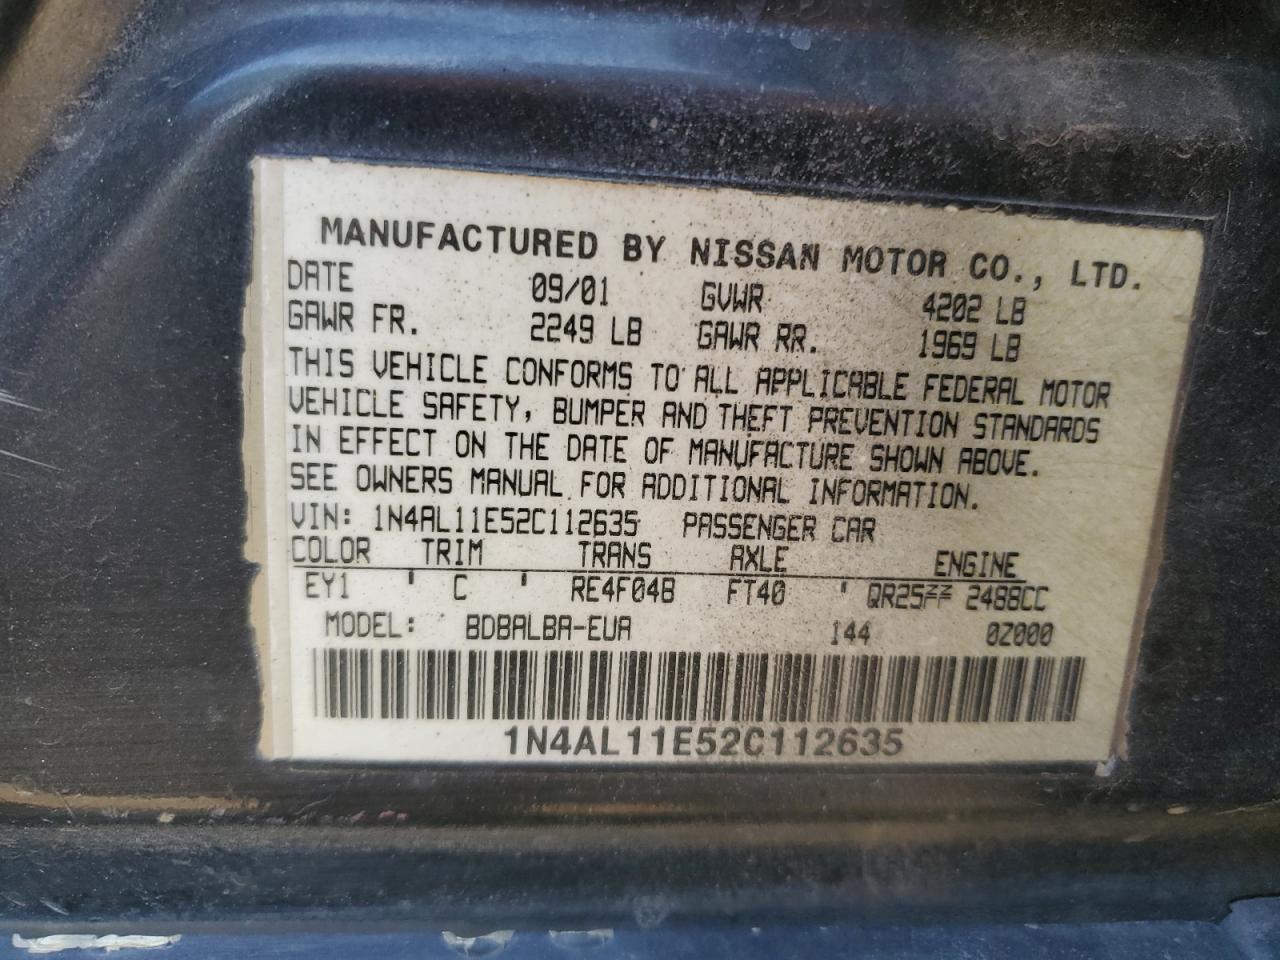 MANUFACTURED BY NISSAN MOTOR CO., LTD.
DATE 09/01 GVWR 4202 LB
GAWR FR. 2249 LB GAWR RR. 1969 LB
THIS VEHICLE CONFORMS TO ALL APPLICABLE FEDERAL MOTOR
VEHICLE SAFETY, BUMPER AND THEFT PREVENTION STANDARDS
IN EFFECT ON THE DATE OF MANUFACTURE SHOWN ABOVE.
SEE OWNERS MANUAL FOR ADDITIONAL INFORMATION.
VIN: 1N4AL11E52C112635 PASSENGER CAR
COLOR TRIM TRANS AXLE ENGINE
EY1 ' C ' RE4F04B FT40 ' QR25 2488CC
MODEL: BDBALBA-EUA 144 0Z000
1N4AL11E52C112635